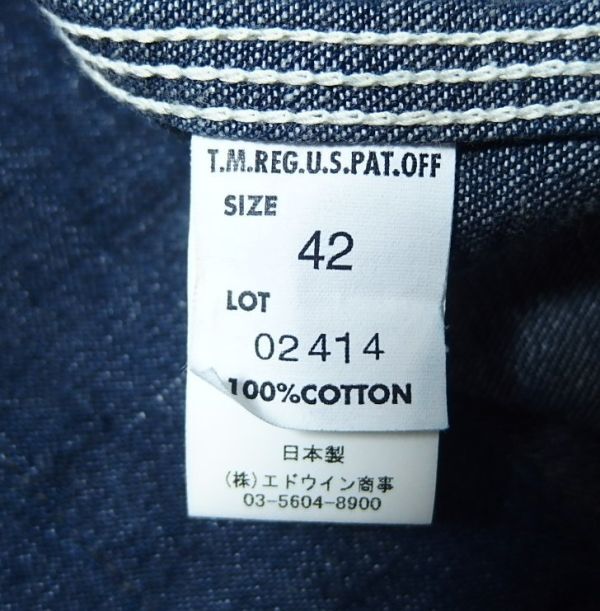 T.M.REG.U.S.PAT.OFF
SIZE
42
LOT
02414
100%COTTON
日本製
(株)エドウイン商事
03-5604-8900